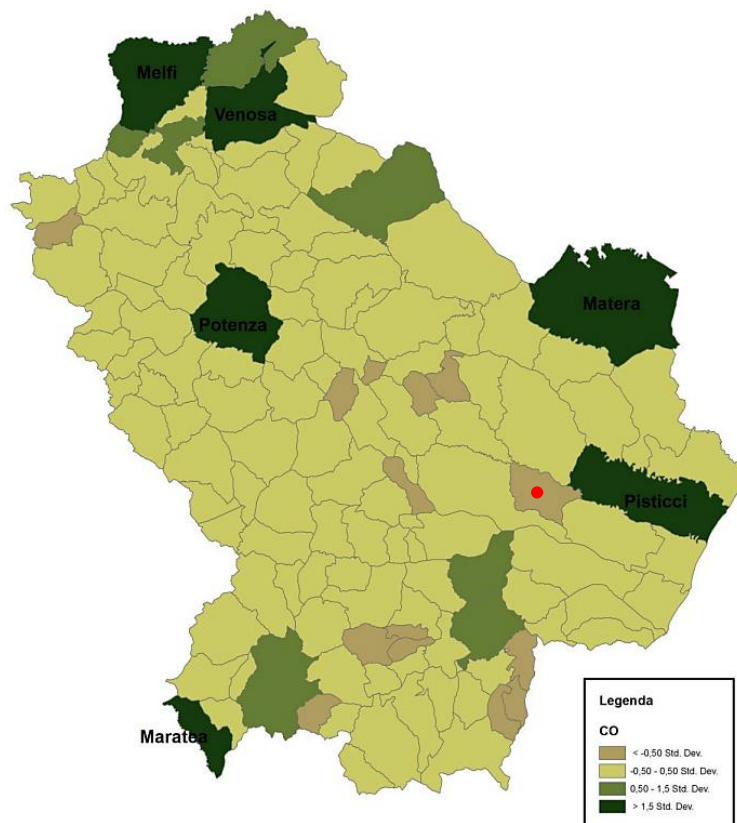 Melfi
Venosa
Matera
Potenza
Pisticci
Maratea
Legenda
CO
< -0,50 Std. Dev.
-0,50 - 0,50 Std. Dev.
0,50 - 1,5 Std. Dev.
> 1,5 Std. Dev.